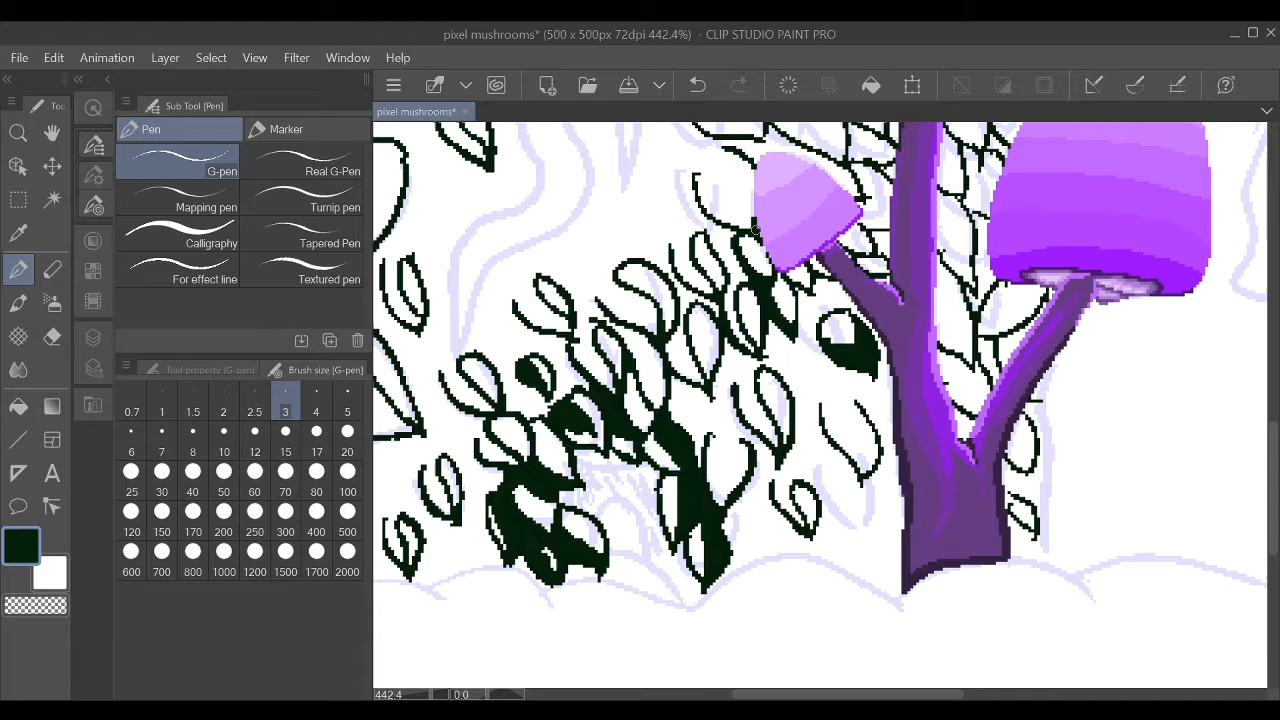 pixel mushrooms* (500 x 500px 72dpi 442.4%) - CLIP STUDIO PAINT PRO
File Edit Animation Layer Select View Filter Window Help
Sub Tool [Pen]
pixel mushrooms*
Pen Marker
G-pen Real G-Pen
Mapping pen Turnip pen
Calligraphy Tapered Pen
For effect line Textured pen
Tool property [G-pen] Brush size [G-pen]
0.7 1 1.5 2 2.5 3 4 5
6 7 8 10 12 15 17 20
25 30 40 50 60 70 80 100
120 150 170 200 250 300 400 500
600 700 800 1000 1200 1500 1700 2000
442.4 0.0